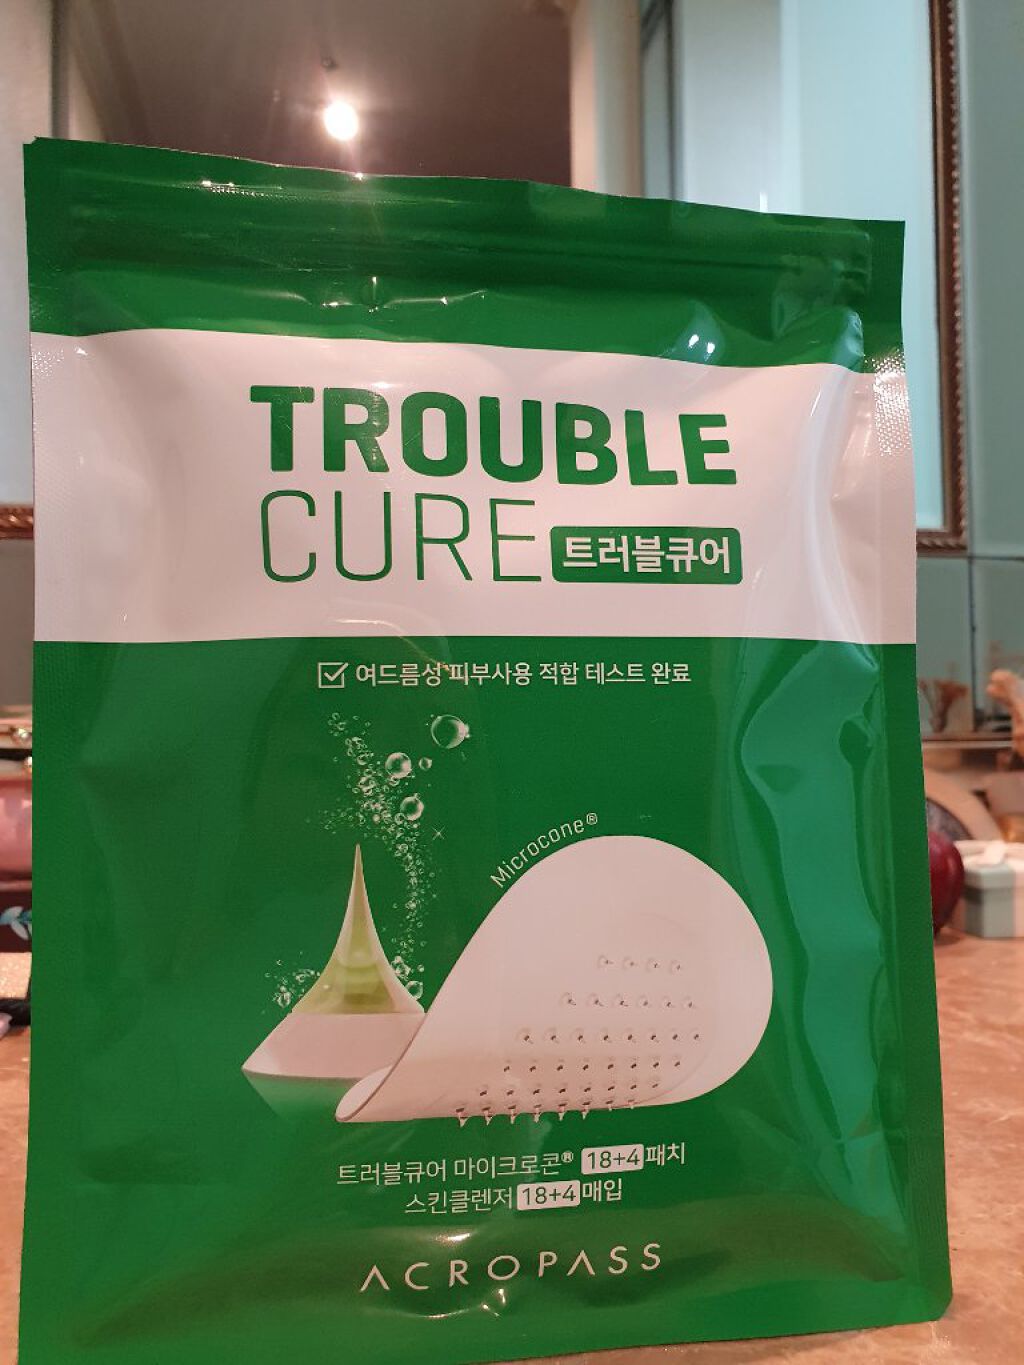 TROUBLE
CURE 트러블큐어
여드름성 피부사용 적합 테스트 완료
Microcone®
트러블큐어 마이크로콘® 18+4패치
스킨클렌저 18+4매입
ACROPASS